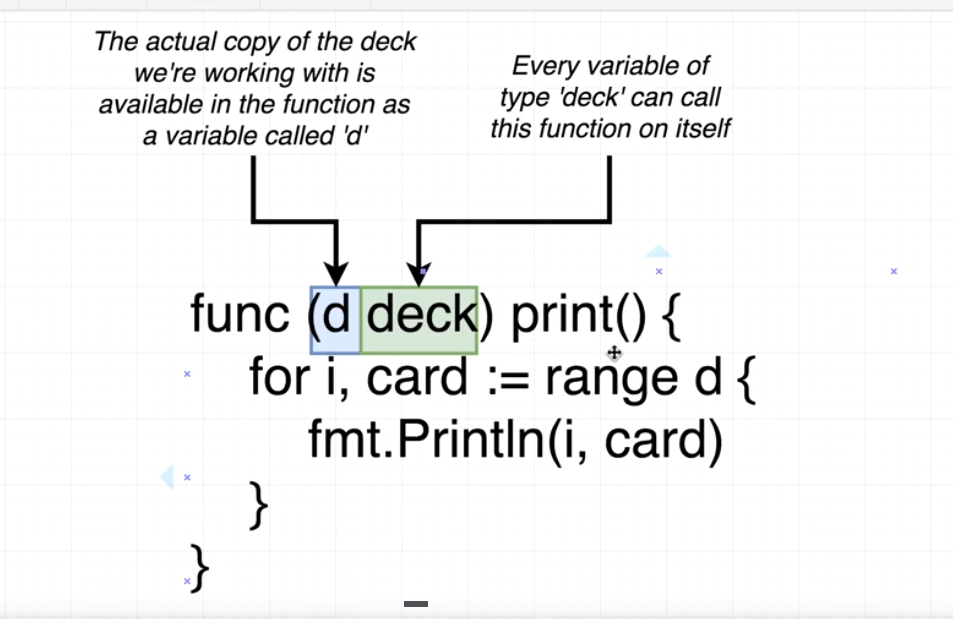 The actual copy of the deck
we're working with is
available in the function as
a variable called 'd'
Every variable of
type 'deck' can call
this function on itself
func (d deck) print() {
for i, card := range d {
fmt.Println(i, card)
}
}